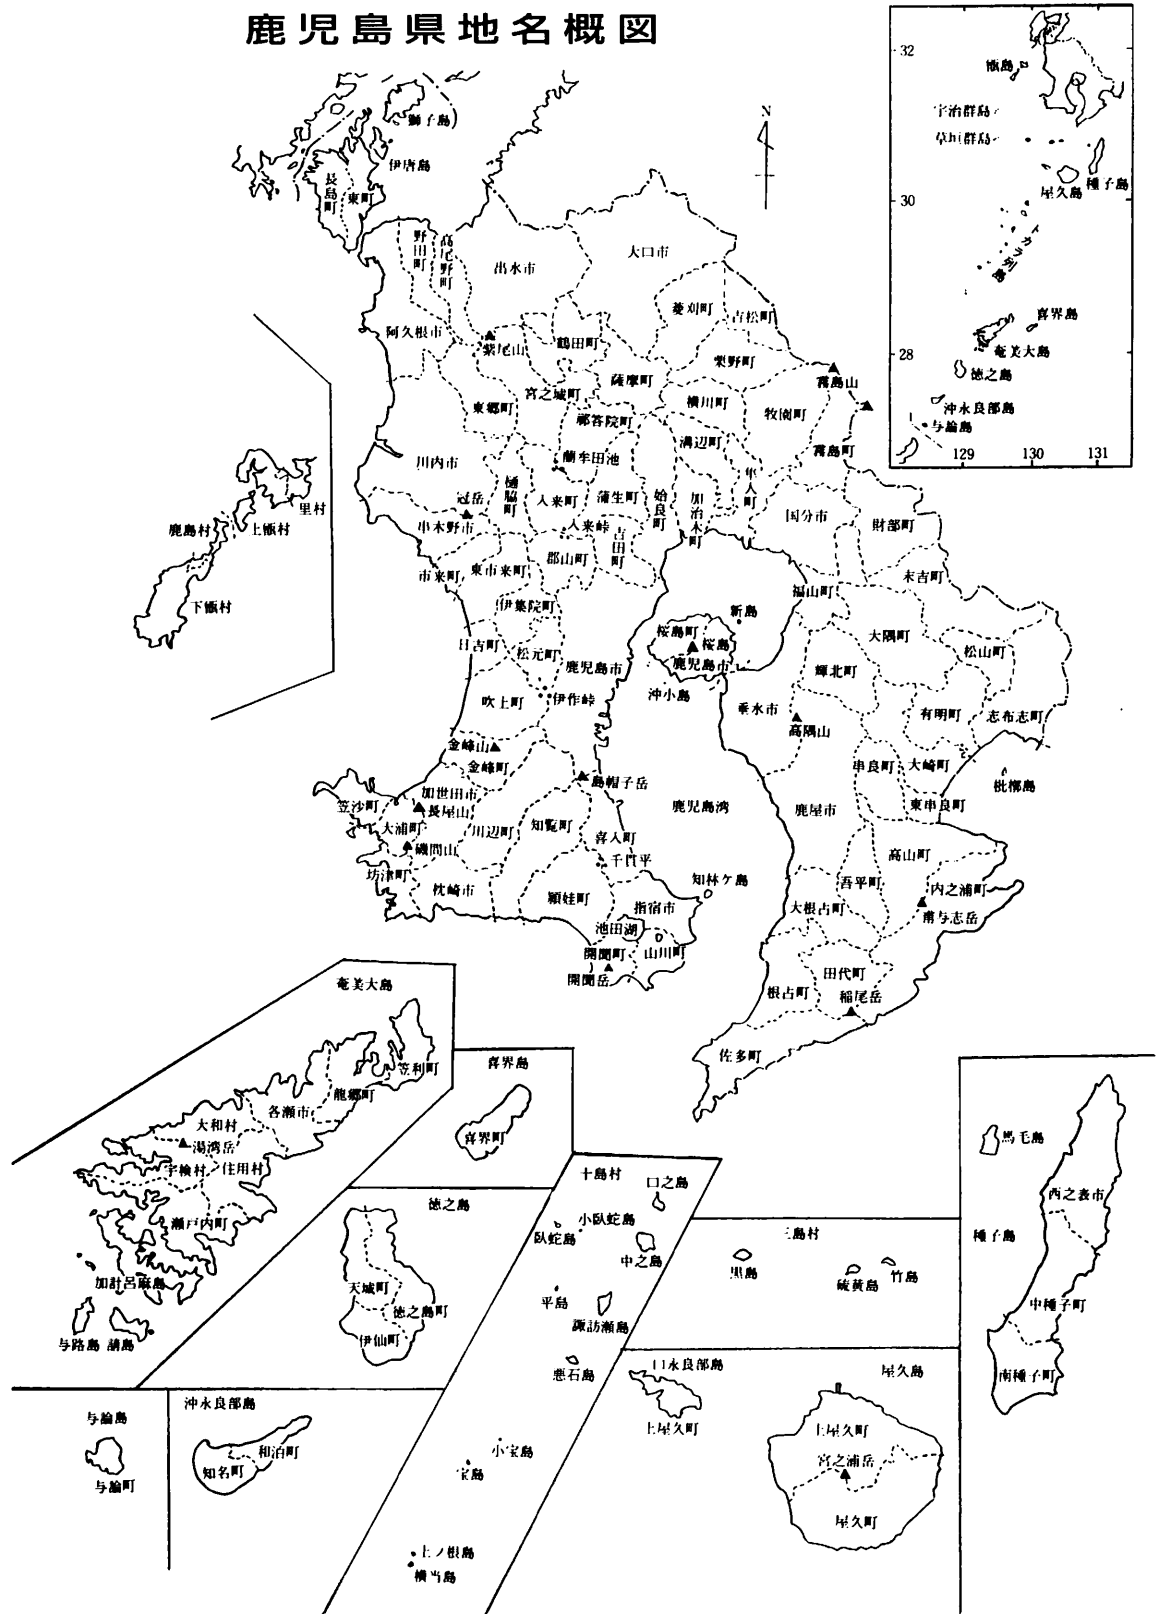 鹿児島県地名概図
32
30
28
129
130
131
甑島
宇治群島
草垣群島
屋久島
種子島
トカラ列島
喜界島
奄美大島
徳之島
沖永良部島
与論島
N
獅子島
伊唐島
長島町
東町
野田町
高尾野町
出水市
大口市
阿久根市
紫尾山
鶴田町
菱刈町
吉松町
栗野町
宮之城町
薩摩町
霧島山
東郷町
祁答院町
横川町
牧園町
川内市
藺牟田池
溝辺町
霧島町
冠岳
樋脇町
入来町
蒲生町
姶良町
加治木町
隼人町
国分市
財部町
串木野市
入来峠
吉田町
市来町
東市来町
郡山町
末吉町
福山町
伊集院町
新島
桜島町
桜島
鹿児島市
大隅町
松山町
日吉町
松元町
鹿児島市
輝北町
沖小島
吹上町
伊作峠
垂水市
高隅山
有明町
志布志町
金峰山
金峰町
烏帽子岳
串良町
大崎町
枇榔島
笠沙町
加世田市
長屋山
鹿児島湾
鹿屋市
東串良町
大浦町
川辺町
知覧町
喜入町
磯間山
千貫平
高山町
坊津町
枕崎市
頴娃町
知林ケ島
指宿市
吾平町
内之浦町
大根占町
甫与志岳
池田湖
開聞町
山川町
開聞岳
田代町
根占町
稲尾岳
佐多町
里村
上甑村
鹿島村
下甑村
奄美大島
笠利町
龍郷町
名瀬市
大和村
湯湾岳
宇検村
住用村
瀬戸内町
加計呂麻島
与路島
請島
喜界島
喜界町
徳之島
天城町
徳之島町
伊仙町
与論島
与論町
沖永良部島
和泊町
知名町
十島村
口之島
小臥蛇島
臥蛇島
中之島
平島
諏訪瀬島
悪石島
小宝島
宝島
上ノ根島
横当島
三島村
黒島
硫黄島
竹島
口永良部島
上屋久町
屋久島
上屋久町
宮之浦岳
屋久町
馬毛島
西之表市
種子島
中種子町
南種子町